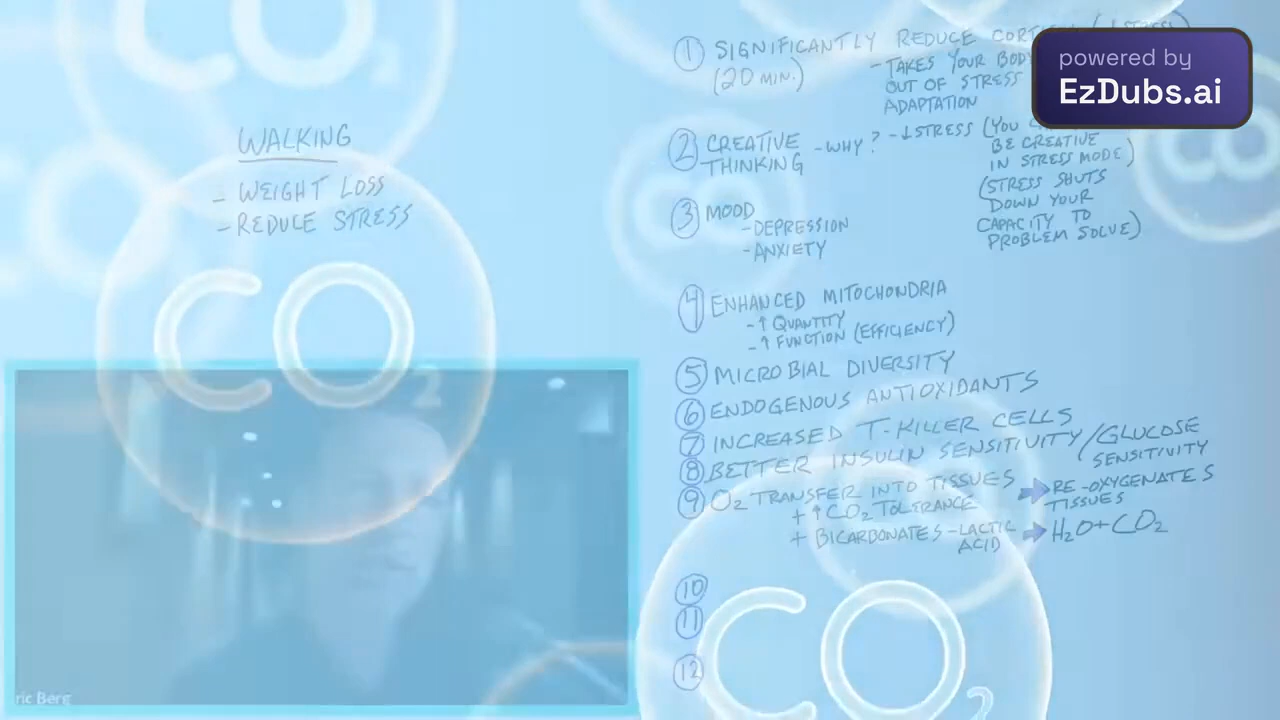 WALKING
- WEIGHT LOSS
- REDUCE STRESS
CO2
CO2
CO2
ric Berg
1 SIGNIFICANTLY REDUCE
(20 MIN.)
- TAKES YOUR BODY
OUT OF STRESS
ADAPTATION
2 CREATIVE THINKING - WHY? - ↓STRESS (YOU
BE CREATIVE
IN STRESS MODE)
(STRESS SHUTS
DOWN YOUR
CAPACITY TO
PROBLEM SOLVE)
3 MOOD
- DEPRESSION
- ANXIETY
4 ENHANCED MITOCHONDRIA
- ↑ QUANTITY
- ↑ FUNCTION (EFFICIENCY)
5 MICROBIAL DIVERSITY
6 ENDOGENOUS ANTIOXIDANTS
7 INCREASED T-KILLER CELLS
8 BETTER INSULIN SENSITIVITY/GLUCOSE
SENSITIVITY
9 O2 TRANSFER INTO TISSUES → RE-OXYGENATES
TISSUES
+ ↑CO2 TOLERANCE
+ BICARBONATES - LACTIC
ACID → H2O+CO2
10
11
12
powered by
EzDubs.ai